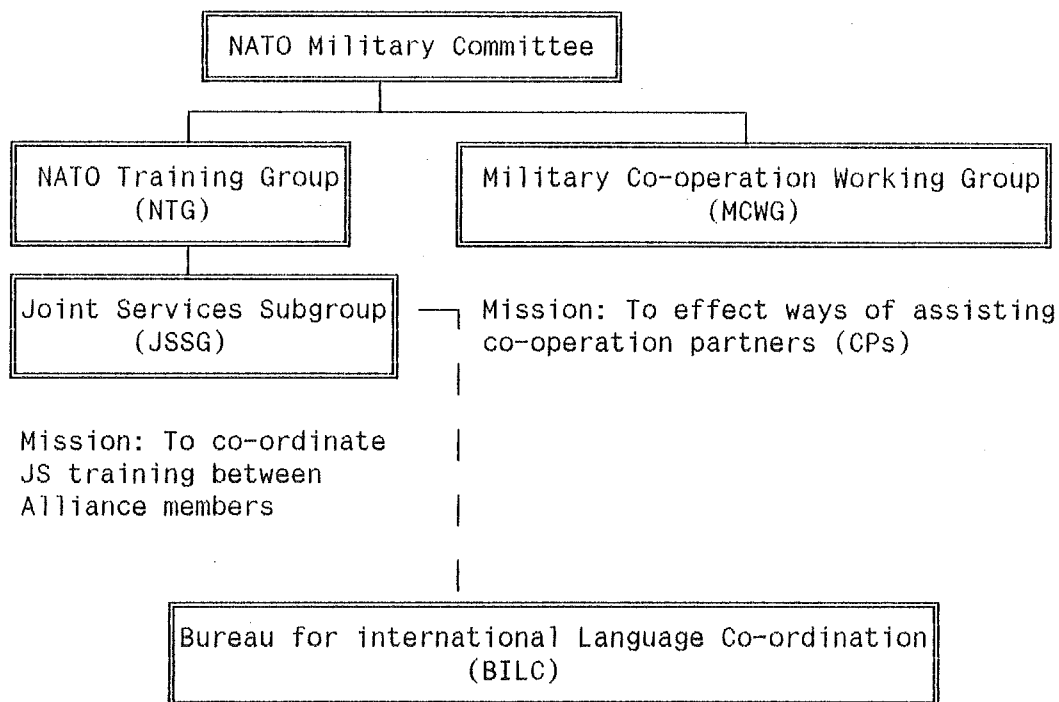 NATO Military Committee
NATO Training Group
(NTG)
Military Co-operation Working Group
(MCWG)
Joint Services Subgroup
(JSSG)
Mission: To effect ways of assisting
co-operation partners (CPs)
Mission: To co-ordinate
JS training between
Alliance members
Bureau for international Language Co-ordination
(BILC)